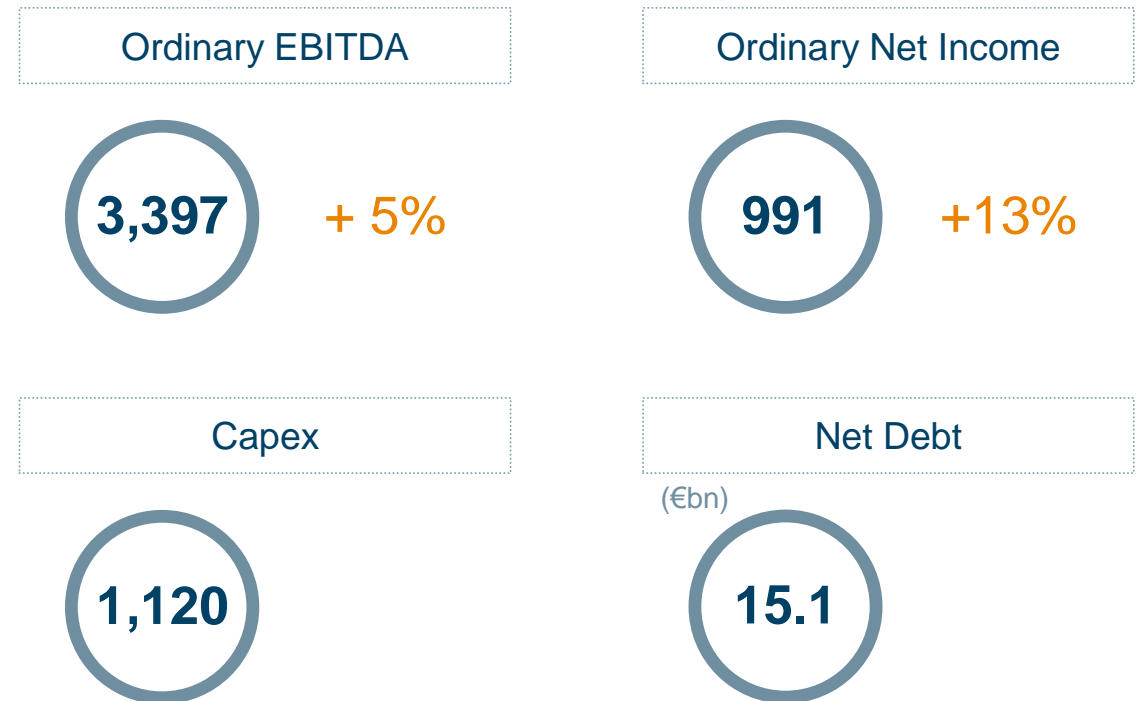 Ordinary EBITDA
Ordinary Net Income
3,397
+ 5%
991
+13%
Capex
Net Debt
(€bn)
1,120
15.1